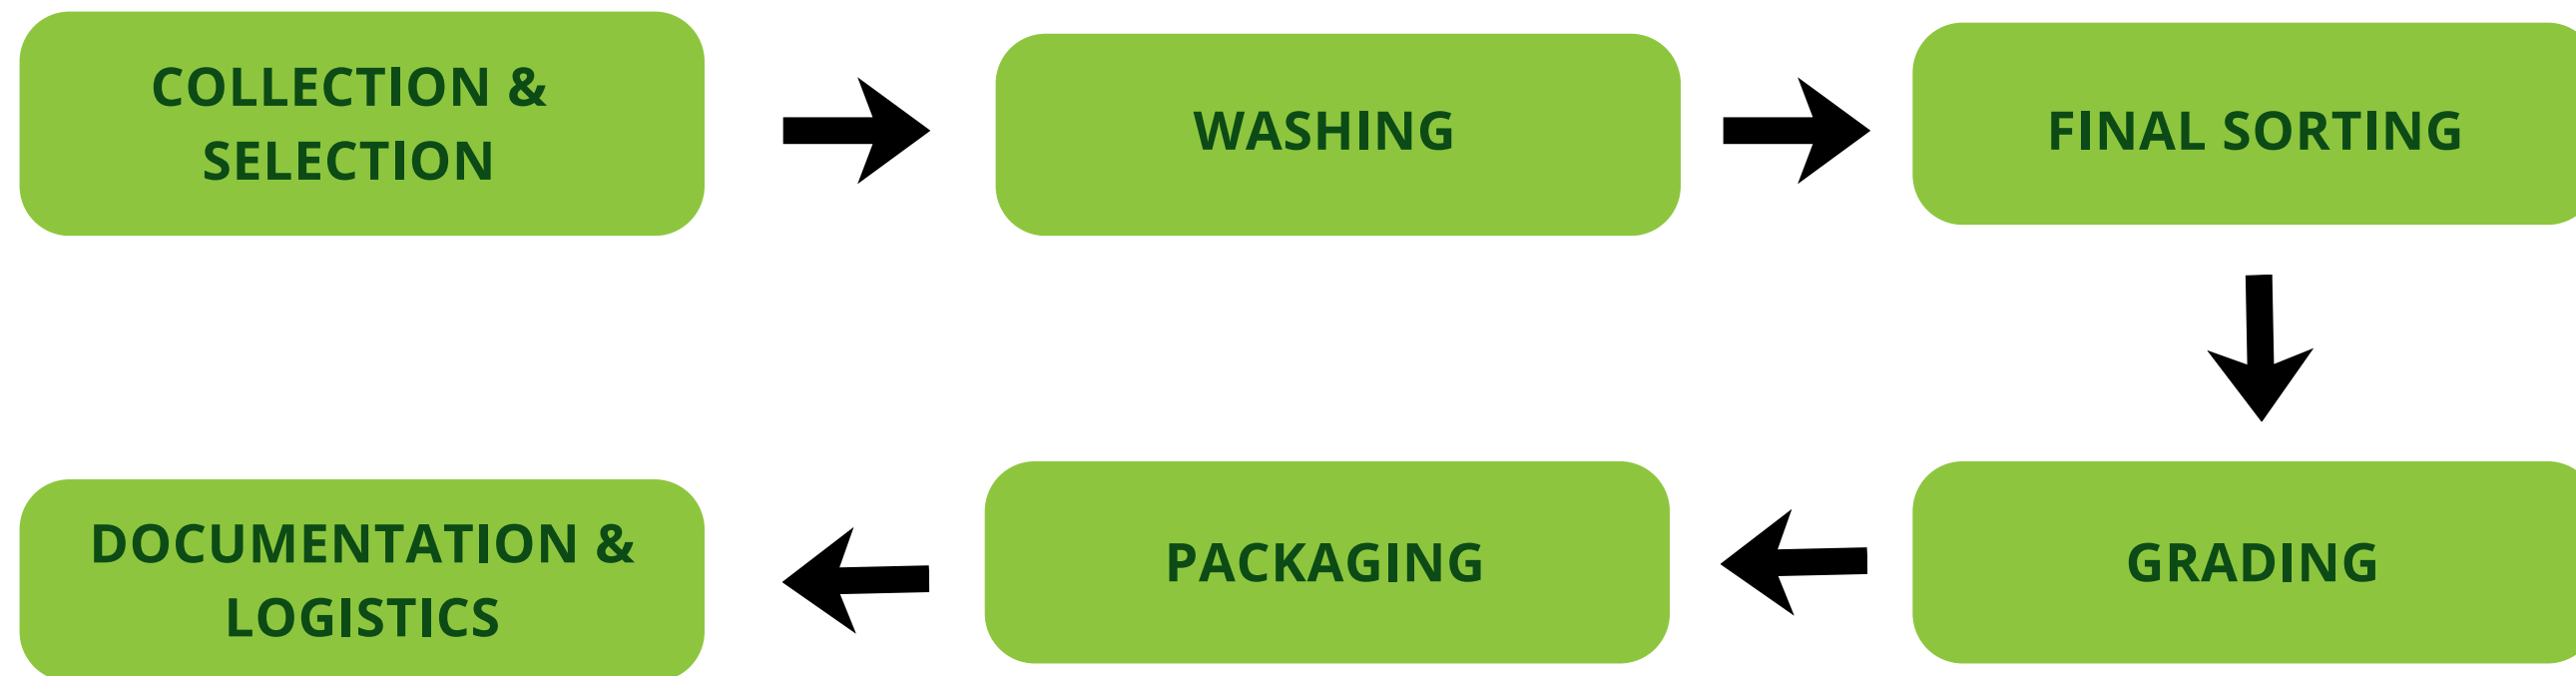 COLLECTION &
SELECTION
WASHING
FINAL SORTING
GRADING
PACKAGING
DOCUMENTATION &
LOGISTICS